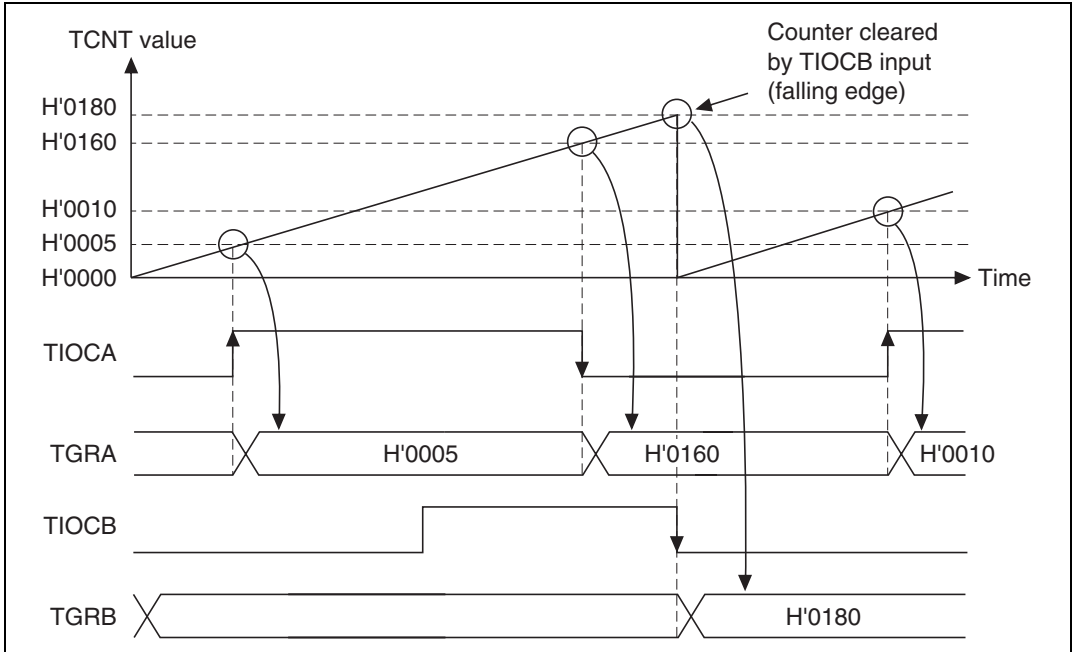 TCNT value
Counter cleared
by TIOCB input
(falling edge)
H'0180
H'0160
H'0010
H'0005
H'0000
Time
TIOCA
TGRA
H'0005
H'0160
H'0010
TIOCB
TGRB
H'0180